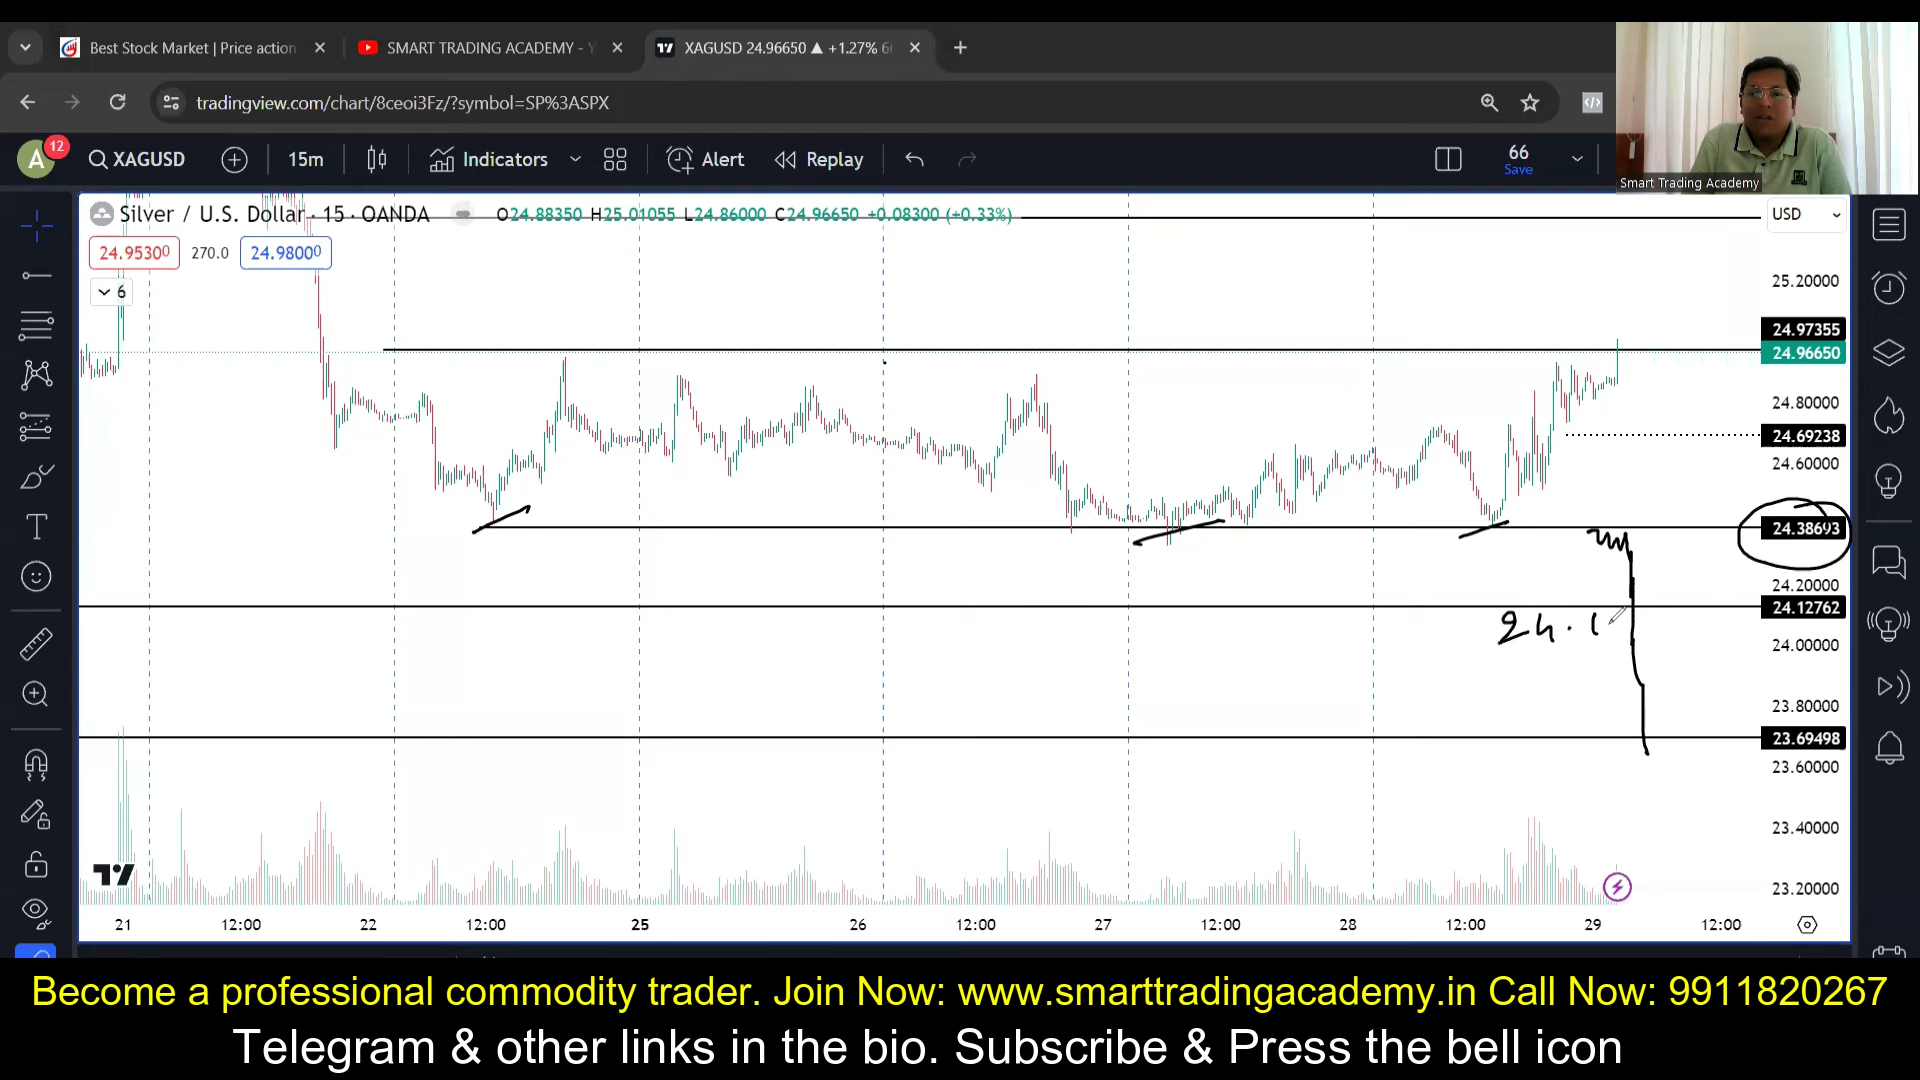 Best Stock Market | Price action
SMART TRADING ACADEMY - Y
XAGUSD 24.96650 ▲ +1.27% 6
tradingview.com/chart/8ceoi3Fz/?symbol=SP%3ASPX
A
12
XAGUSD
15m
Indicators
Alert
Replay
66
Save
Smart Trading Academy
Silver / U.S. Dollar · 15 · OANDA
O24.88350 H25.01055 L24.86000 C24.96650 +0.08300 (+0.33%)
USD
24.95300
270.0
24.98000
6
25.20000
24.97355
24.96650
24.80000
24.69238
24.60000
24.38693
24.20000
24.12762
24.1
24.00000
23.80000
23.69498
23.60000
23.40000
23.20000
21 12:00 22 12:00 25 26 12:00 27 12:00 28 12:00 29 12:00
Become a professional commodity trader. Join Now: www.smarttradingacademy.in Call Now: 9911820267
Telegram & other links in the bio. Subscribe & Press the bell icon